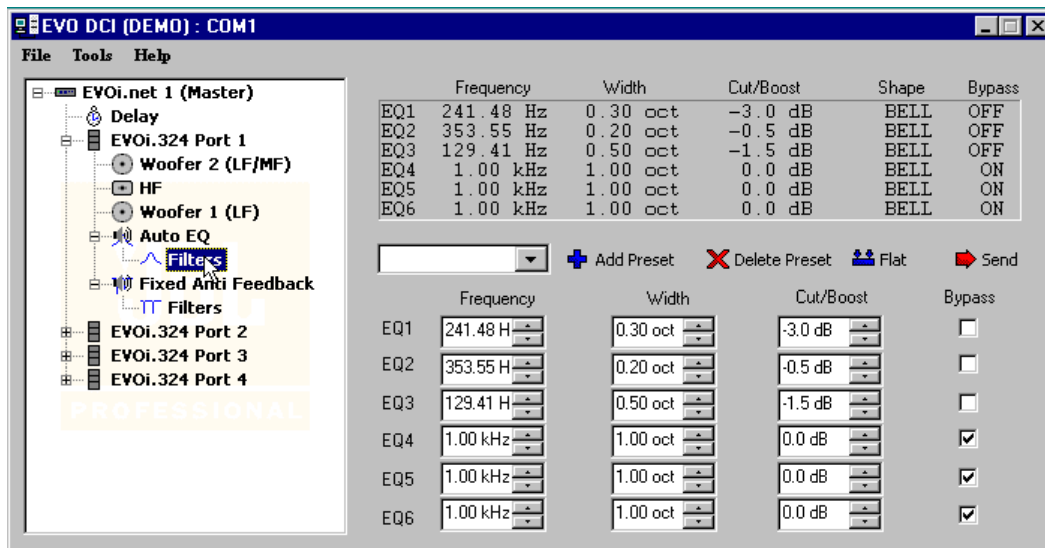 EVO DCI (DEMO) : COM1
File Tools Help
EVOi.net 1 (Master)
Delay
EVOi.324 Port 1
Woofer 2 (LF/MF)
HF
Woofer 1 (LF)
Auto EQ
Filters
Fixed Anti Feedback
Filters
EVOi.324 Port 2
EVOi.324 Port 3
EVOi.324 Port 4
PROFESSIONAL
Frequency Width Cut/Boost Shape Bypass
EQ1 241.48 Hz 0.30 oct -3.0 dB BELL OFF
EQ2 353.55 Hz 0.20 oct -0.5 dB BELL OFF
EQ3 129.41 Hz 0.50 oct -1.5 dB BELL OFF
EQ4 1.00 kHz 1.00 oct 0.0 dB BELL ON
EQ5 1.00 kHz 1.00 oct 0.0 dB BELL ON
EQ6 1.00 kHz 1.00 oct 0.0 dB BELL ON
Add Preset Delete Preset Flat Send
Frequency Width Cut/Boost Bypass
EQ1 241.48 H 0.30 oct -3.0 dB
EQ2 353.55 H 0.20 oct -0.5 dB
EQ3 129.41 H 0.50 oct -1.5 dB
EQ4 1.00 kHz 1.00 oct 0.0 dB
EQ5 1.00 kHz 1.00 oct 0.0 dB
EQ6 1.00 kHz 1.00 oct 0.0 dB